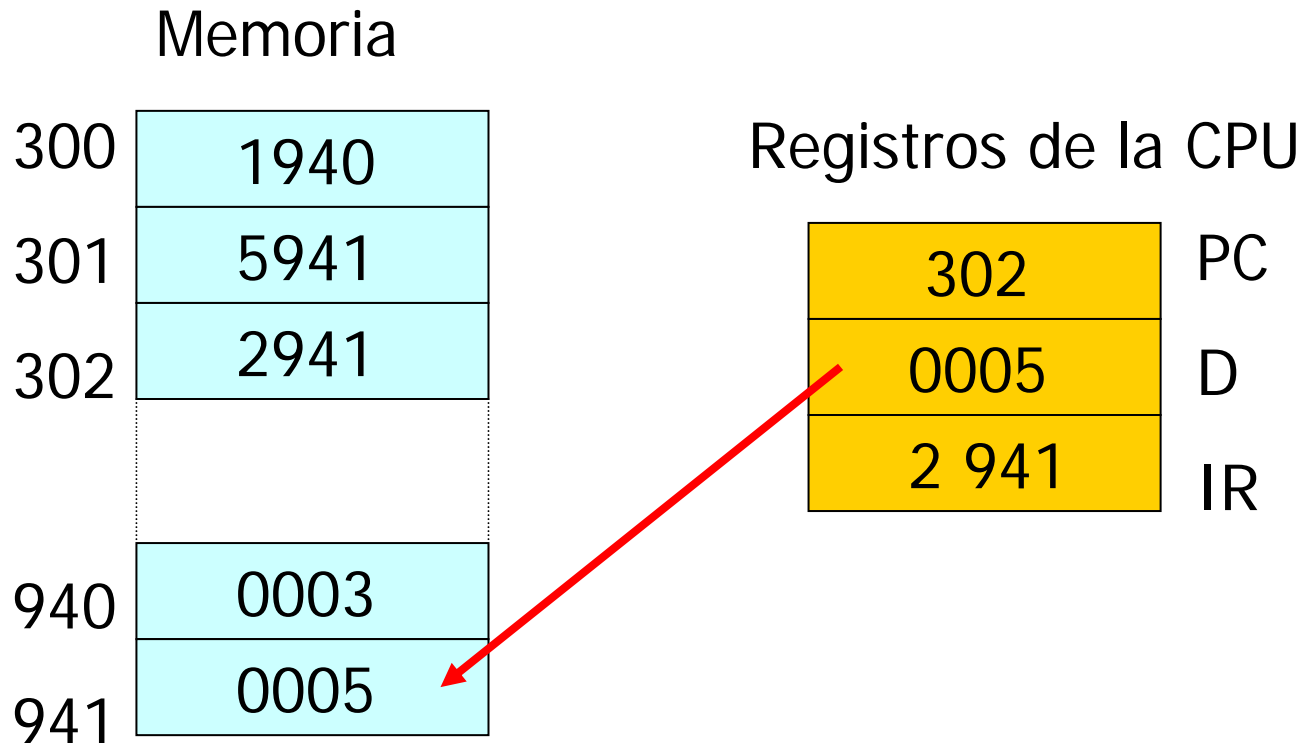 Memoria
300 1940
301 5941
302 2941
940 0003
941 0005
Registros de la CPU
302 PC
0005 D
2 941 IR